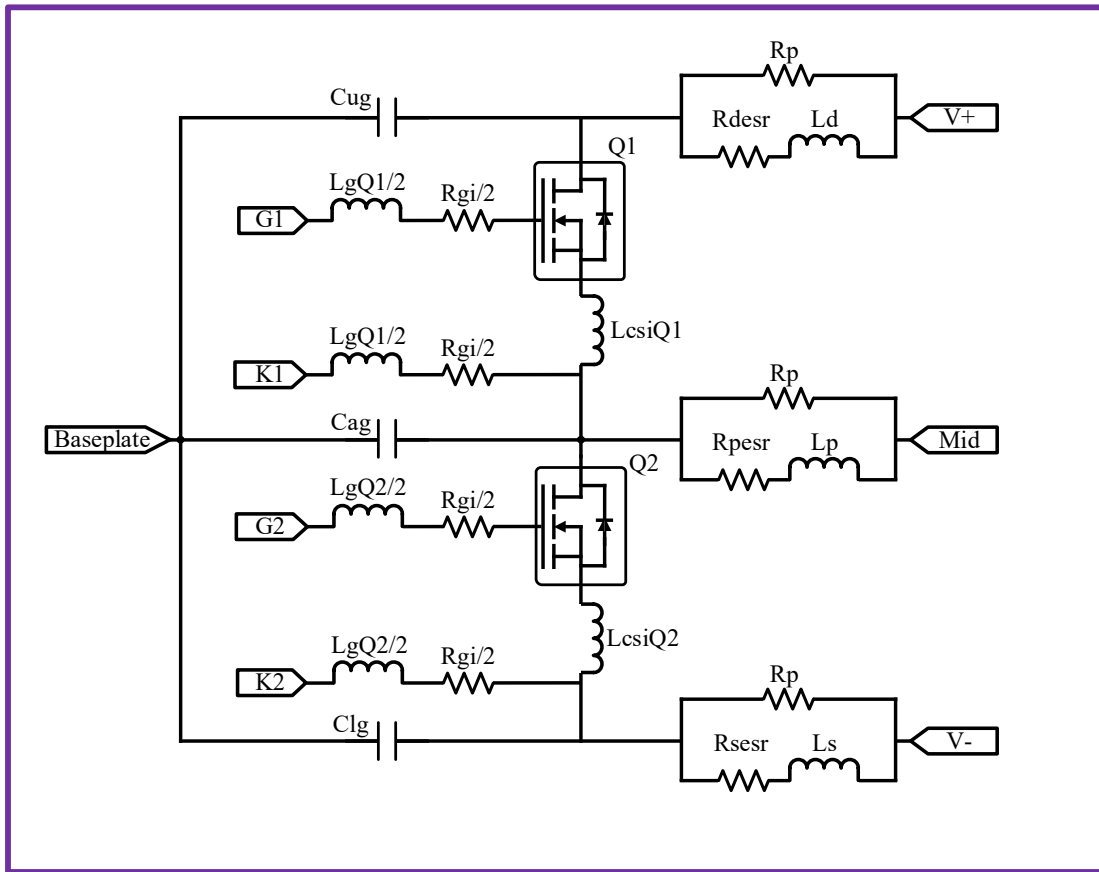 Rp
Cug
Rdesr
Ld
V+
Q1
LgQ1/2
Rgi/2
G1
LcsiQ1
LgQ1/2
Rgi/2
K1
Rp
Cag
Baseplate
Rpesr
Lp
Mid
Q2
LgQ2/2
Rgi/2
G2
LcsiQ2
LgQ2/2
Rgi/2
K2
Rp
Clg
Rsesr
Ls
V-